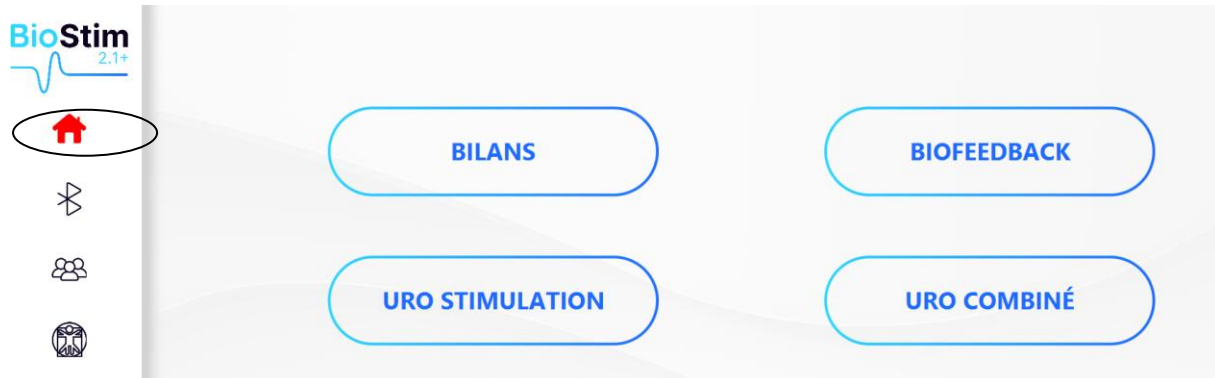 BioStim
2.1+
BILANS
BIOFEEDBACK
URO STIMULATION
URO COMBINÉ